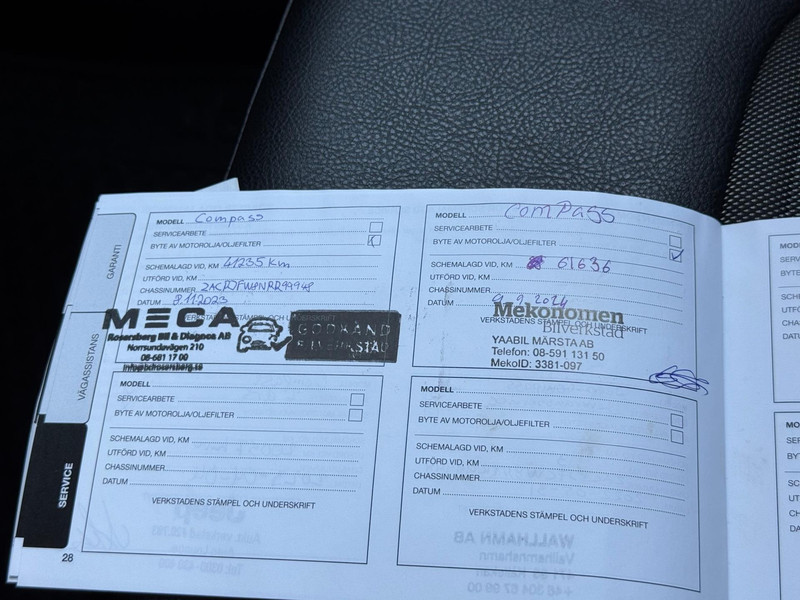 GARANTI
VÄGASSISTANS
SERVICE
28
MODELL Compass
SERVICEARBETE
BYTE AV MOTOROLJA/OLJEFILTER
SCHEMALAGD VID, KM 41235 km
UTFÖRD VID, KM
CHASSINUMMER
DATUM 8.11.2023
MEGA
Rosersberg Bil & Diagnos AB
Norrsundavägen 210
08-681 17 00
GODKÄND
BILVERKSTAD
MODELL ComPass
SERVICEARBETE
BYTE AV MOTOROLJA/OLJEFILTER
SCHEMALAGD VID, KM 61636
UTFÖRD VID, KM
CHASSINUMMER
DATUM 9.9.2024
VERKSTADENS STÄMPEL OCH UNDERSKRIFT
Mekonomen
Bilverkstad
YAABIL MÄRSTA AB
Telefon: 08-591 131 50
MekoID: 3381-097
MODELL
SERVICEARBETE
BYTE AV MOTOROLJA/OLJEFILTER
SCHEMALAGD VID, KM
UTFÖRD VID, KM
CHASSINUMMER
DATUM
VERKSTADENS STÄMPEL OCH UNDERSKRIFT
MODELL
SERVICEARBETE
BYTE AV MOTOROLJA/OLJEFILTER
SCHEMALAGD VID, KM
UTFÖRD VID, KM
CHASSINUMMER
DATUM
VERKSTADENS STÄMPEL OCH UNDERSKRIFT